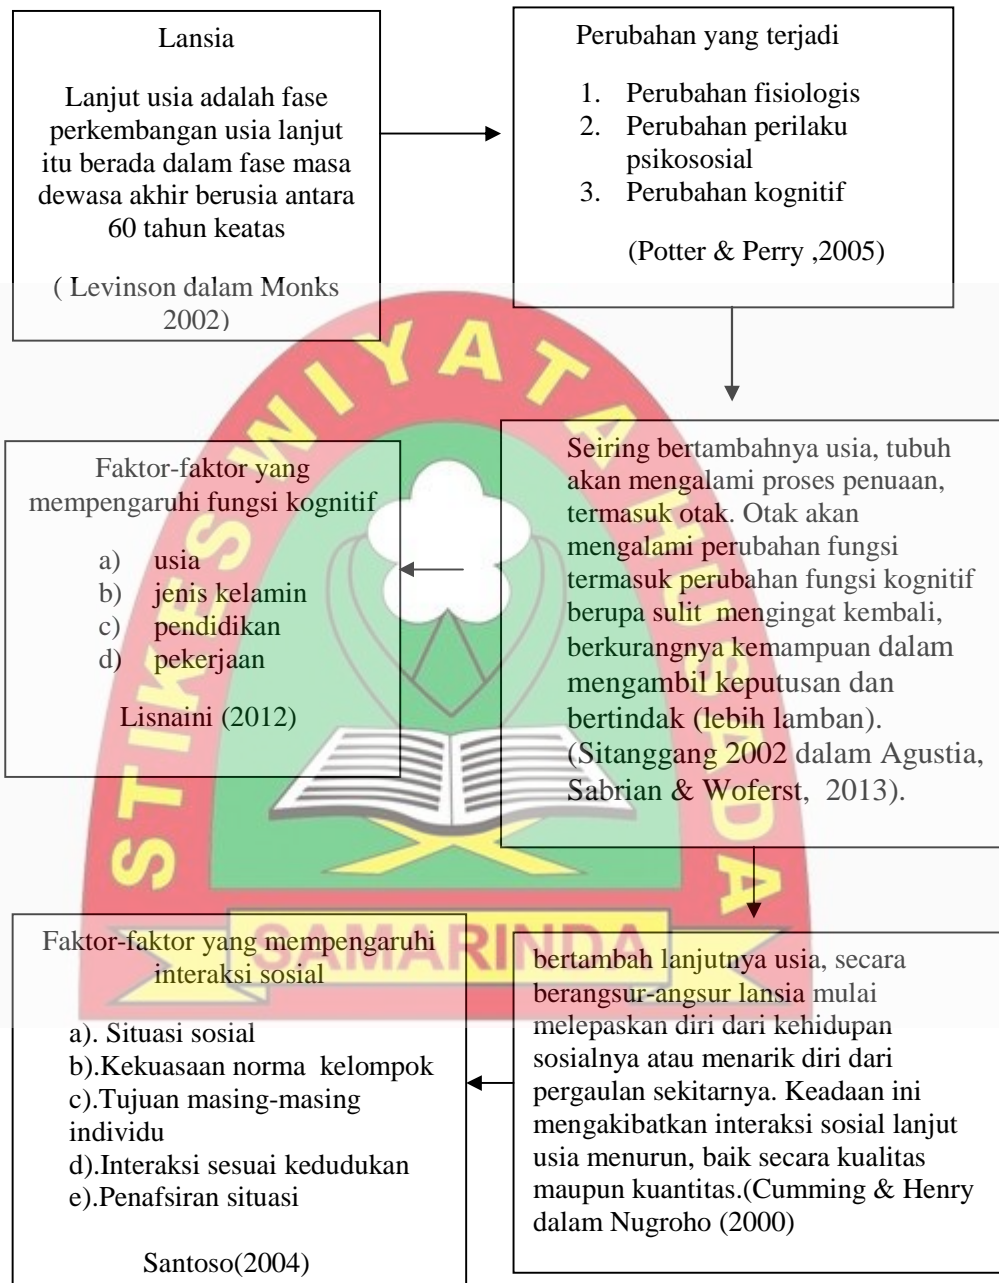 Lansia
Lanjut usia adalah fase
perkembangan usia lanjut
itu berada dalam fase masa
dewasa akhir berusia antara
60 tahun keatas
( Levinson dalam Monks
2002)
Perubahan yang terjadi
1. Perubahan fisiologis
2. Perubahan perilaku
psikososial
3. Perubahan kognitif
(Potter & Perry ,2005)
Seiring bertambahnya usia, tubuh
akan mengalami proses penuaan,
termasuk otak. Otak akan
mengalami perubahan fungsi
termasuk perubahan fungsi kognitif
berupa sulit mengingat kembali,
berkurangnya kemampuan dalam
mengambil keputusan dan
bertindak (lebih lamban).
(Sitanggang 2002 dalam Agustia,
Sabrian & Woferst, 2013).
Faktor-faktor yang
mempengaruhi fungsi kognitif
a) usia
b) jenis kelamin
c) pendidikan
d) pekerjaan
Lisnaini (2012)
bertambah lanjutnya usia, secara
berangsur-angsur lansia mulai
melepaskan diri dari kehidupan
sosialnya atau menarik diri dari
pergaulan sekitarnya. Keadaan ini
mengakibatkan interaksi sosial lanjut
usia menurun, baik secara kualitas
maupun kuantitas.(Cumming & Henry
dalam Nugroho (2000)
Faktor-faktor yang mempengaruhi
interaksi sosial
a). Situasi sosial
b).Kekuasaan norma kelompok
c).Tujuan masing-masing
individu
d).Interaksi sesuai kedudukan
e).Penafsiran situasi
Santoso(2004)
STIKES WIYATA HUSADA
SAMARINDA